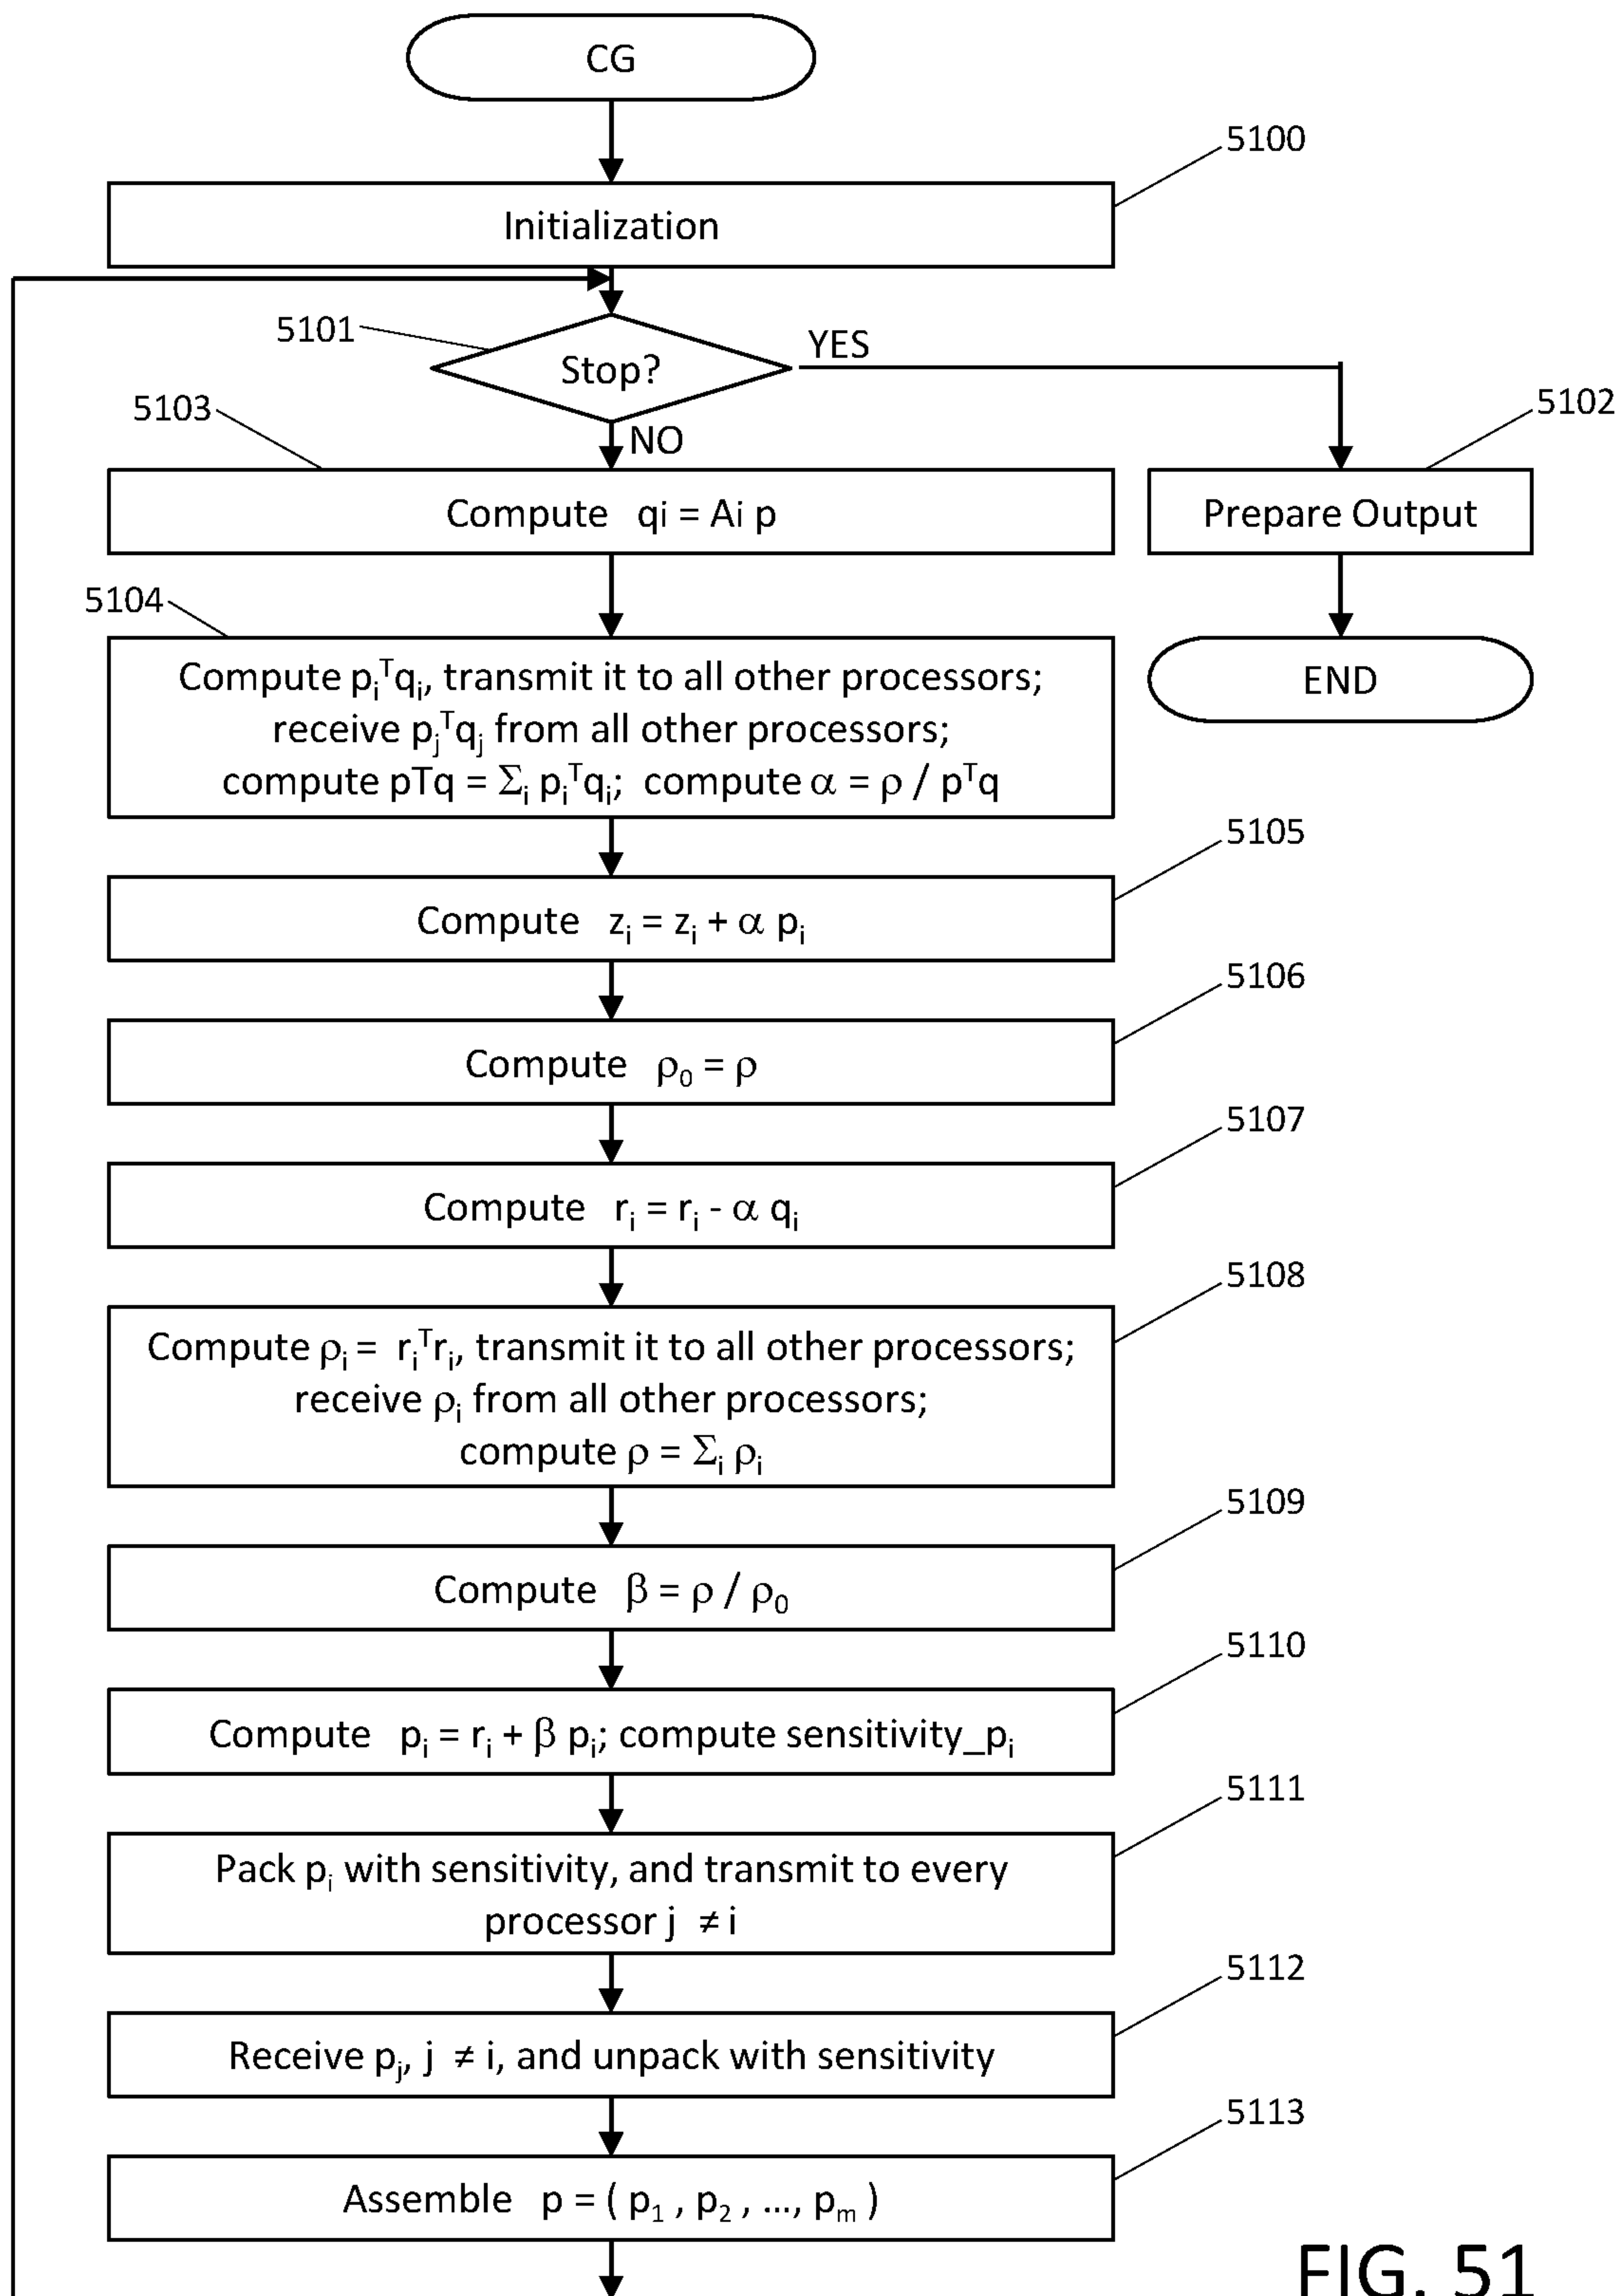 CG
5100
Initialization
5101
Stop?
YES
5103
5102
NO
Compute qi = Ai p
Prepare Output
5104
Compute pᵢᵀqᵢ, transmit it to all other processors;
receive pⱼᵀqⱼ from all other processors;
compute pTq = Σᵢ pᵢᵀqᵢ; compute α = ρ / pᵀq
END
5105
Compute zᵢ = zᵢ + α pᵢ
5106
Compute ρ₀ = ρ
5107
Compute rᵢ = rᵢ - α qᵢ
5108
Compute ρᵢ = rᵢᵀrᵢ, transmit it to all other processors;
receive ρᵢ from all other processors;
compute ρ = Σᵢ ρᵢ
5109
Compute β = ρ / ρ₀
5110
Compute pᵢ = rᵢ + β pᵢ; compute sensitivity_pᵢ
5111
Pack pᵢ with sensitivity, and transmit to every
processor j ≠ i
5112
Receive pⱼ, j ≠ i, and unpack with sensitivity
5113
Assemble p = ( p₁ , p₂ , ..., pₘ )
FIG. 51